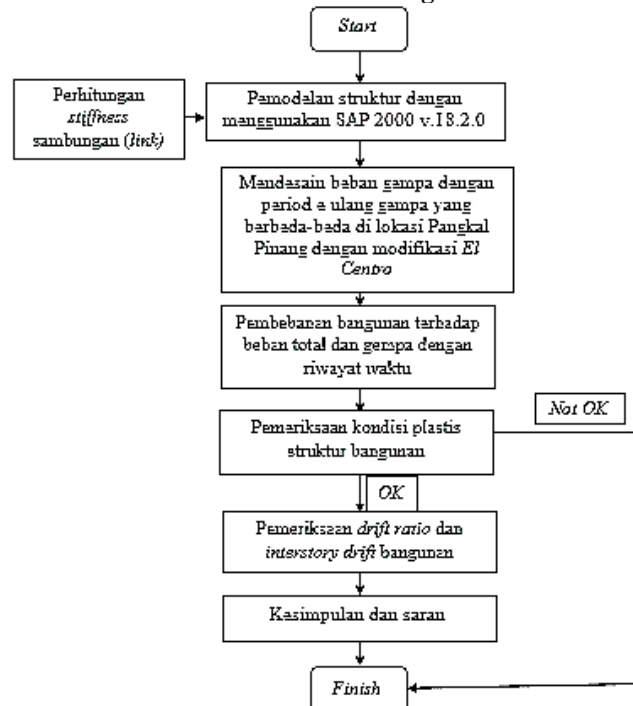 Start
Perhitungan
stiffness
sambungan (link)
Pemodelan struktur dengan
menggunakan SAP 2000 v.18.2.0
Mendesain beban gempa dengan
periode ulang gempa yang
berbeda-beda di lokasi Pangkal
Pinang dengan modifikasi El
Centro
Pembebanan bangunan terhadap
beban total dan gempa dengan
riwayat waktu
Pemeriksaan kondisi plastis
struktur bangunan
Not OK
OK
Pemeriksaan drift ratio dan
interstory drift bangunan
Kesimpulan dan saran
Finish